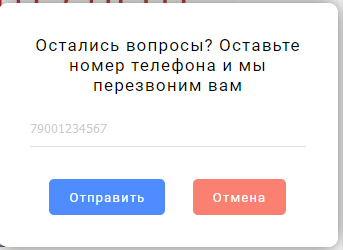 Остались вопросы? Оставьте
номер телефона и мы
перезвоним вам
79001234567
Отправить Отмена